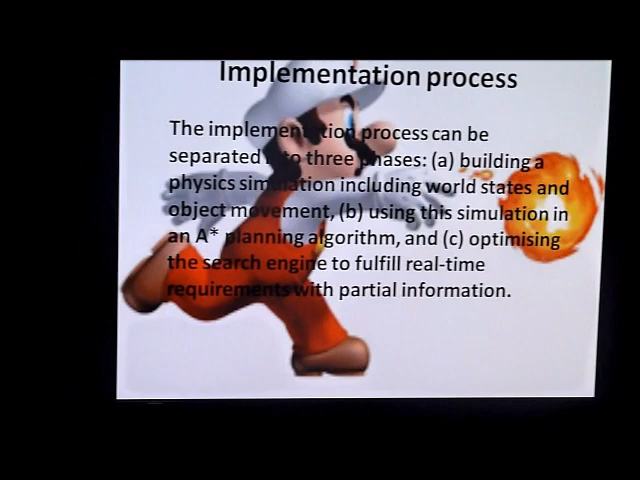 Implementation process
The implementation process can be
separated into three phases: (a) building a
physics simulation including world states and
object movement, (b) using this simulation in
an A* planning algorithm, and (c) optimising
the search engine to fulfill real-time
requirements with partial information.